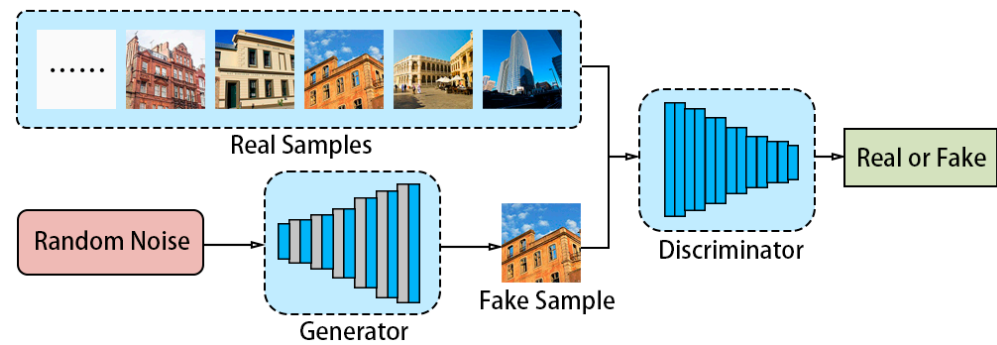 ......
Real Samples
Random Noise
Generator
Fake Sample
Discriminator
Real or Fake